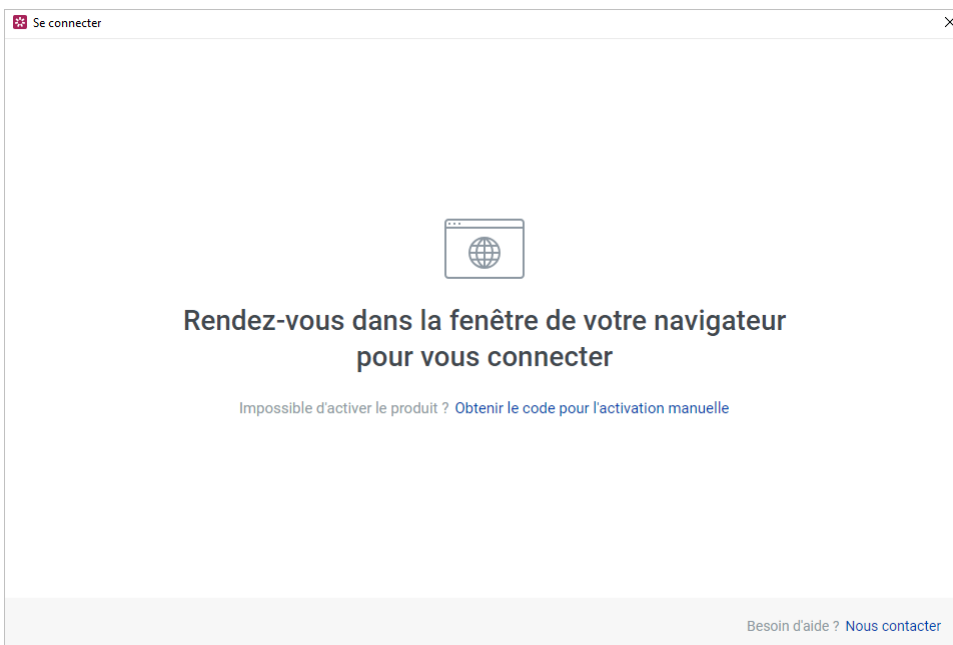 Se connecter
Rendez-vous dans la fenêtre de votre navigateur
pour vous connecter
Impossible d'activer le produit ? Obtenir le code pour l'activation manuelle
Besoin d'aide ? Nous contacter